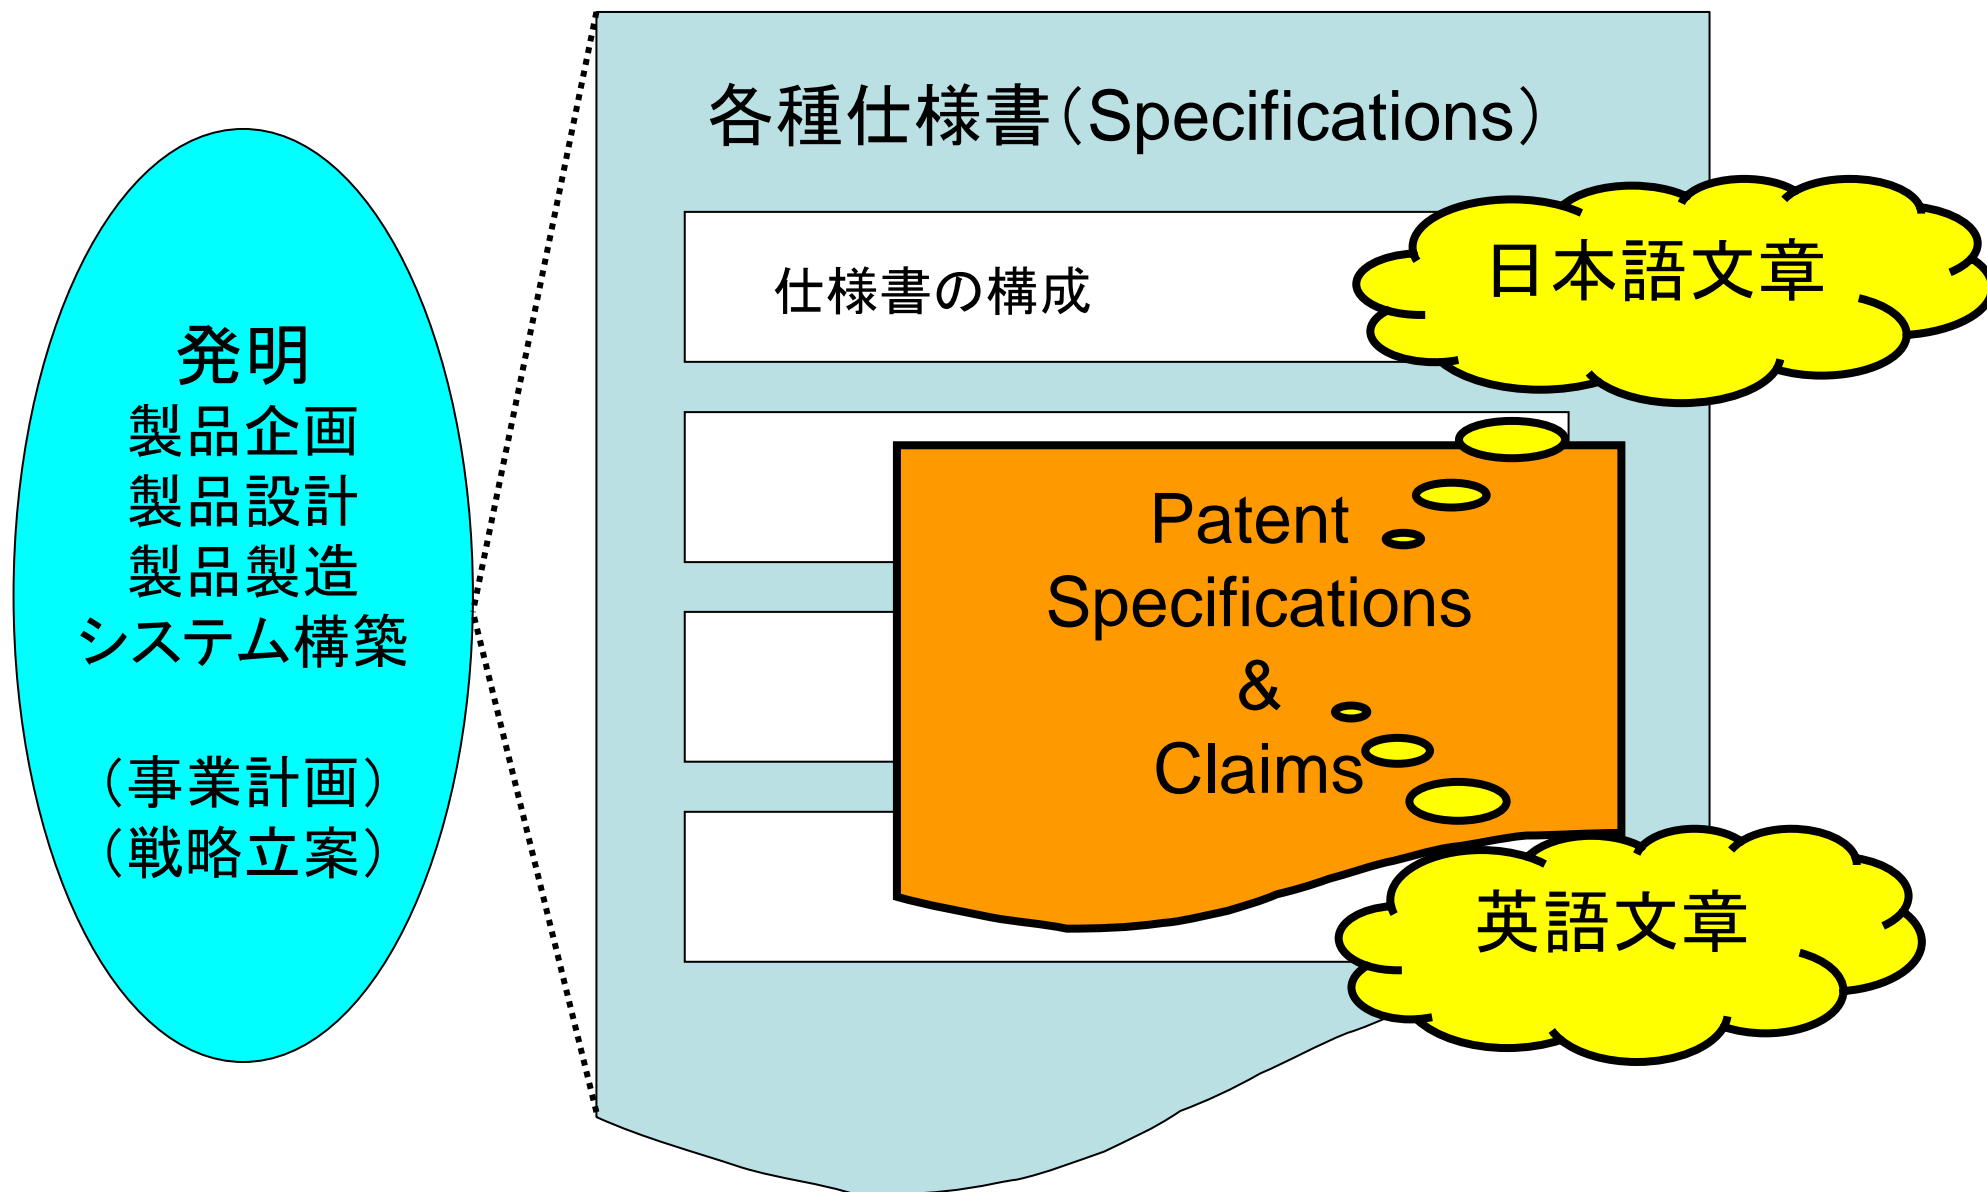 発明
製品企画
製品設計
製品製造
システム構築
（事業計画）
（戦略立案）
各種仕様書（Specifications）
仕様書の構成
日本語文章
Patent
Specifications
&
Claims
英語文章